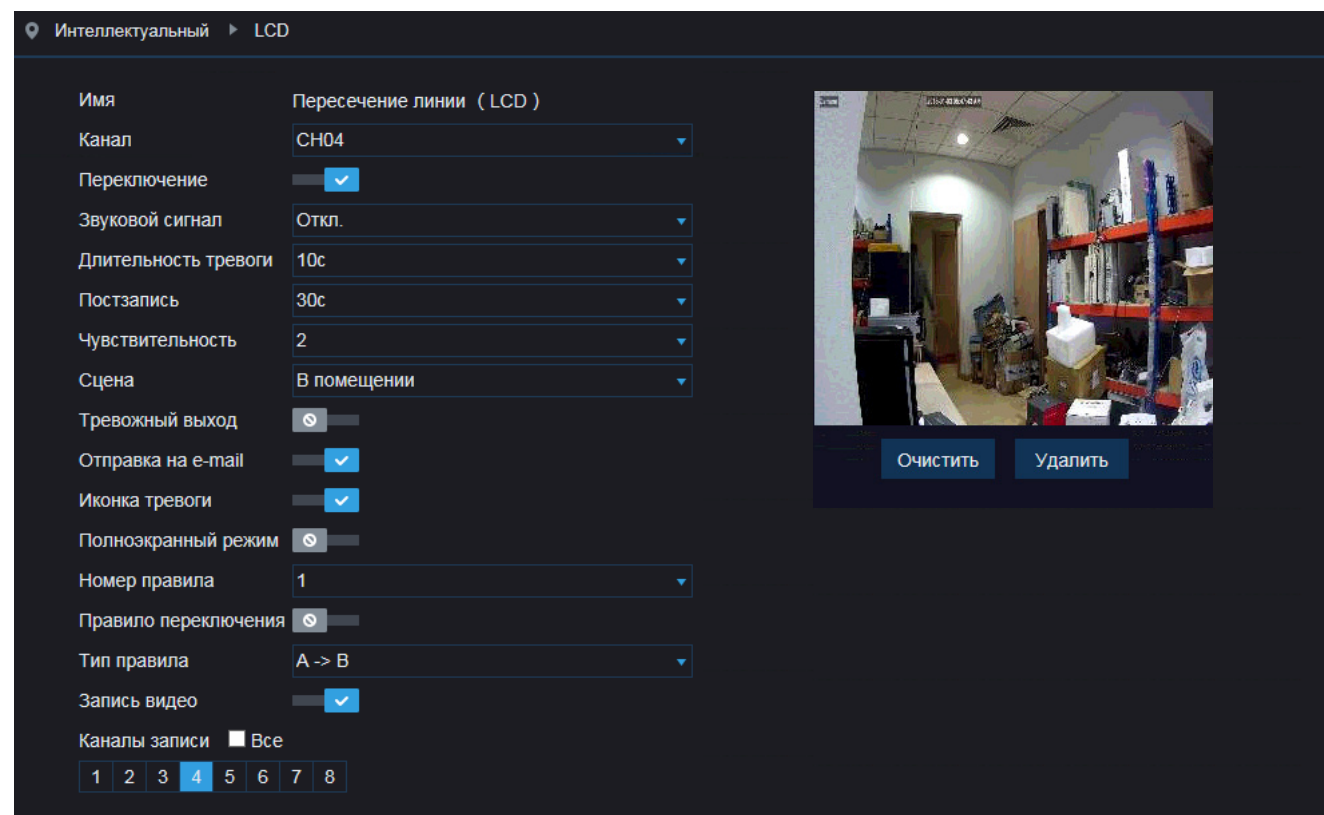 Интеллектуальный LCD
Имя Пересечение линии ( LCD )
Канал CH04
Переключение
Звуковой сигнал Откл.
Длительность тревоги 10с
Постзапись 30с
Чувствительность 2
Сцена В помещении
Тревожный выход
Отправка на e-mail
Иконка тревоги
Полноэкранный режим
Номер правила 1
Правило переключения
Тип правила A -> B
Запись видео
Каналы записи Все
1 2 3 4 5 6 7 8
Очистить Удалить